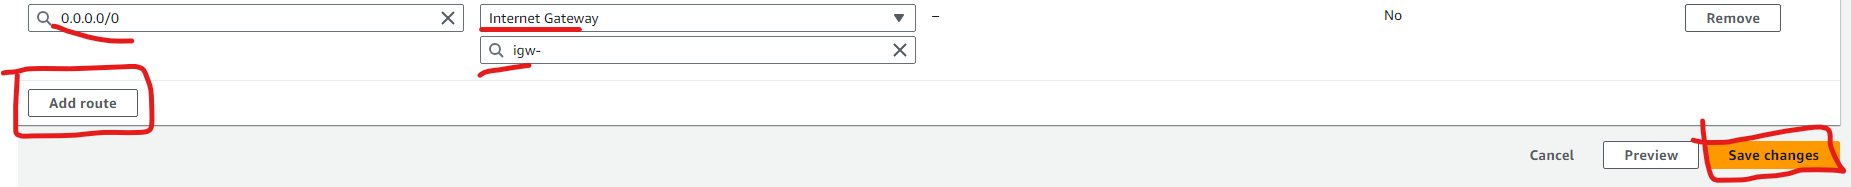 0.0.0.0/0
Internet Gateway
–
No
Remove
igw-
Add route
Cancel
Preview
Save changes